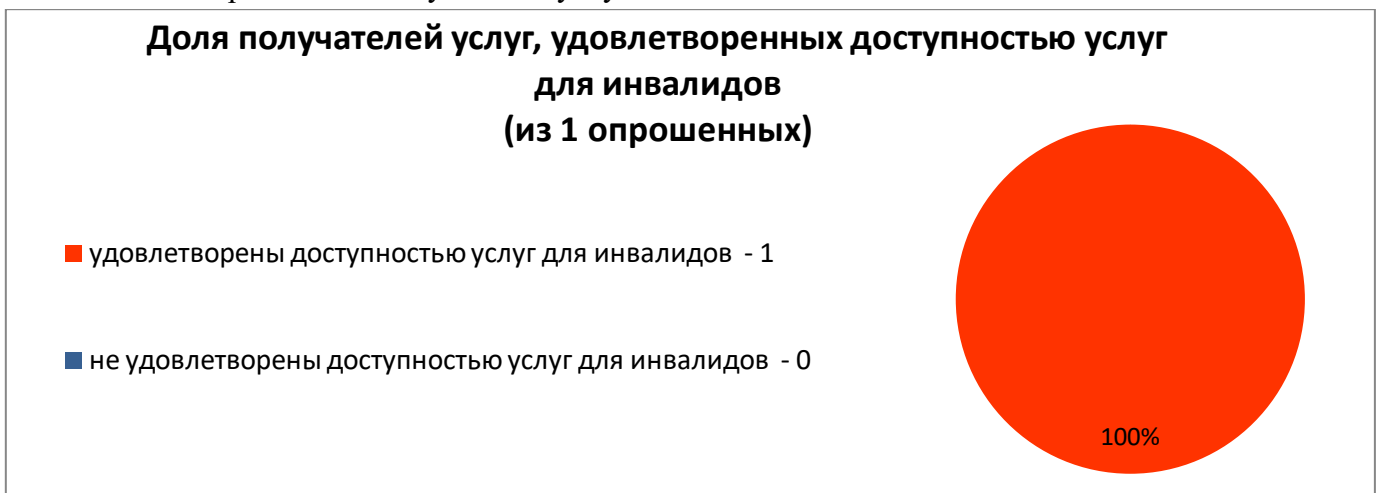 Доля получателей услуг, удовлетворенных доступностью услуг
для инвалидов
(из 1 опрошенных)
удовлетворены доступностью услуг для инвалидов - 1
не удовлетворены доступностью услуг для инвалидов - 0
100%